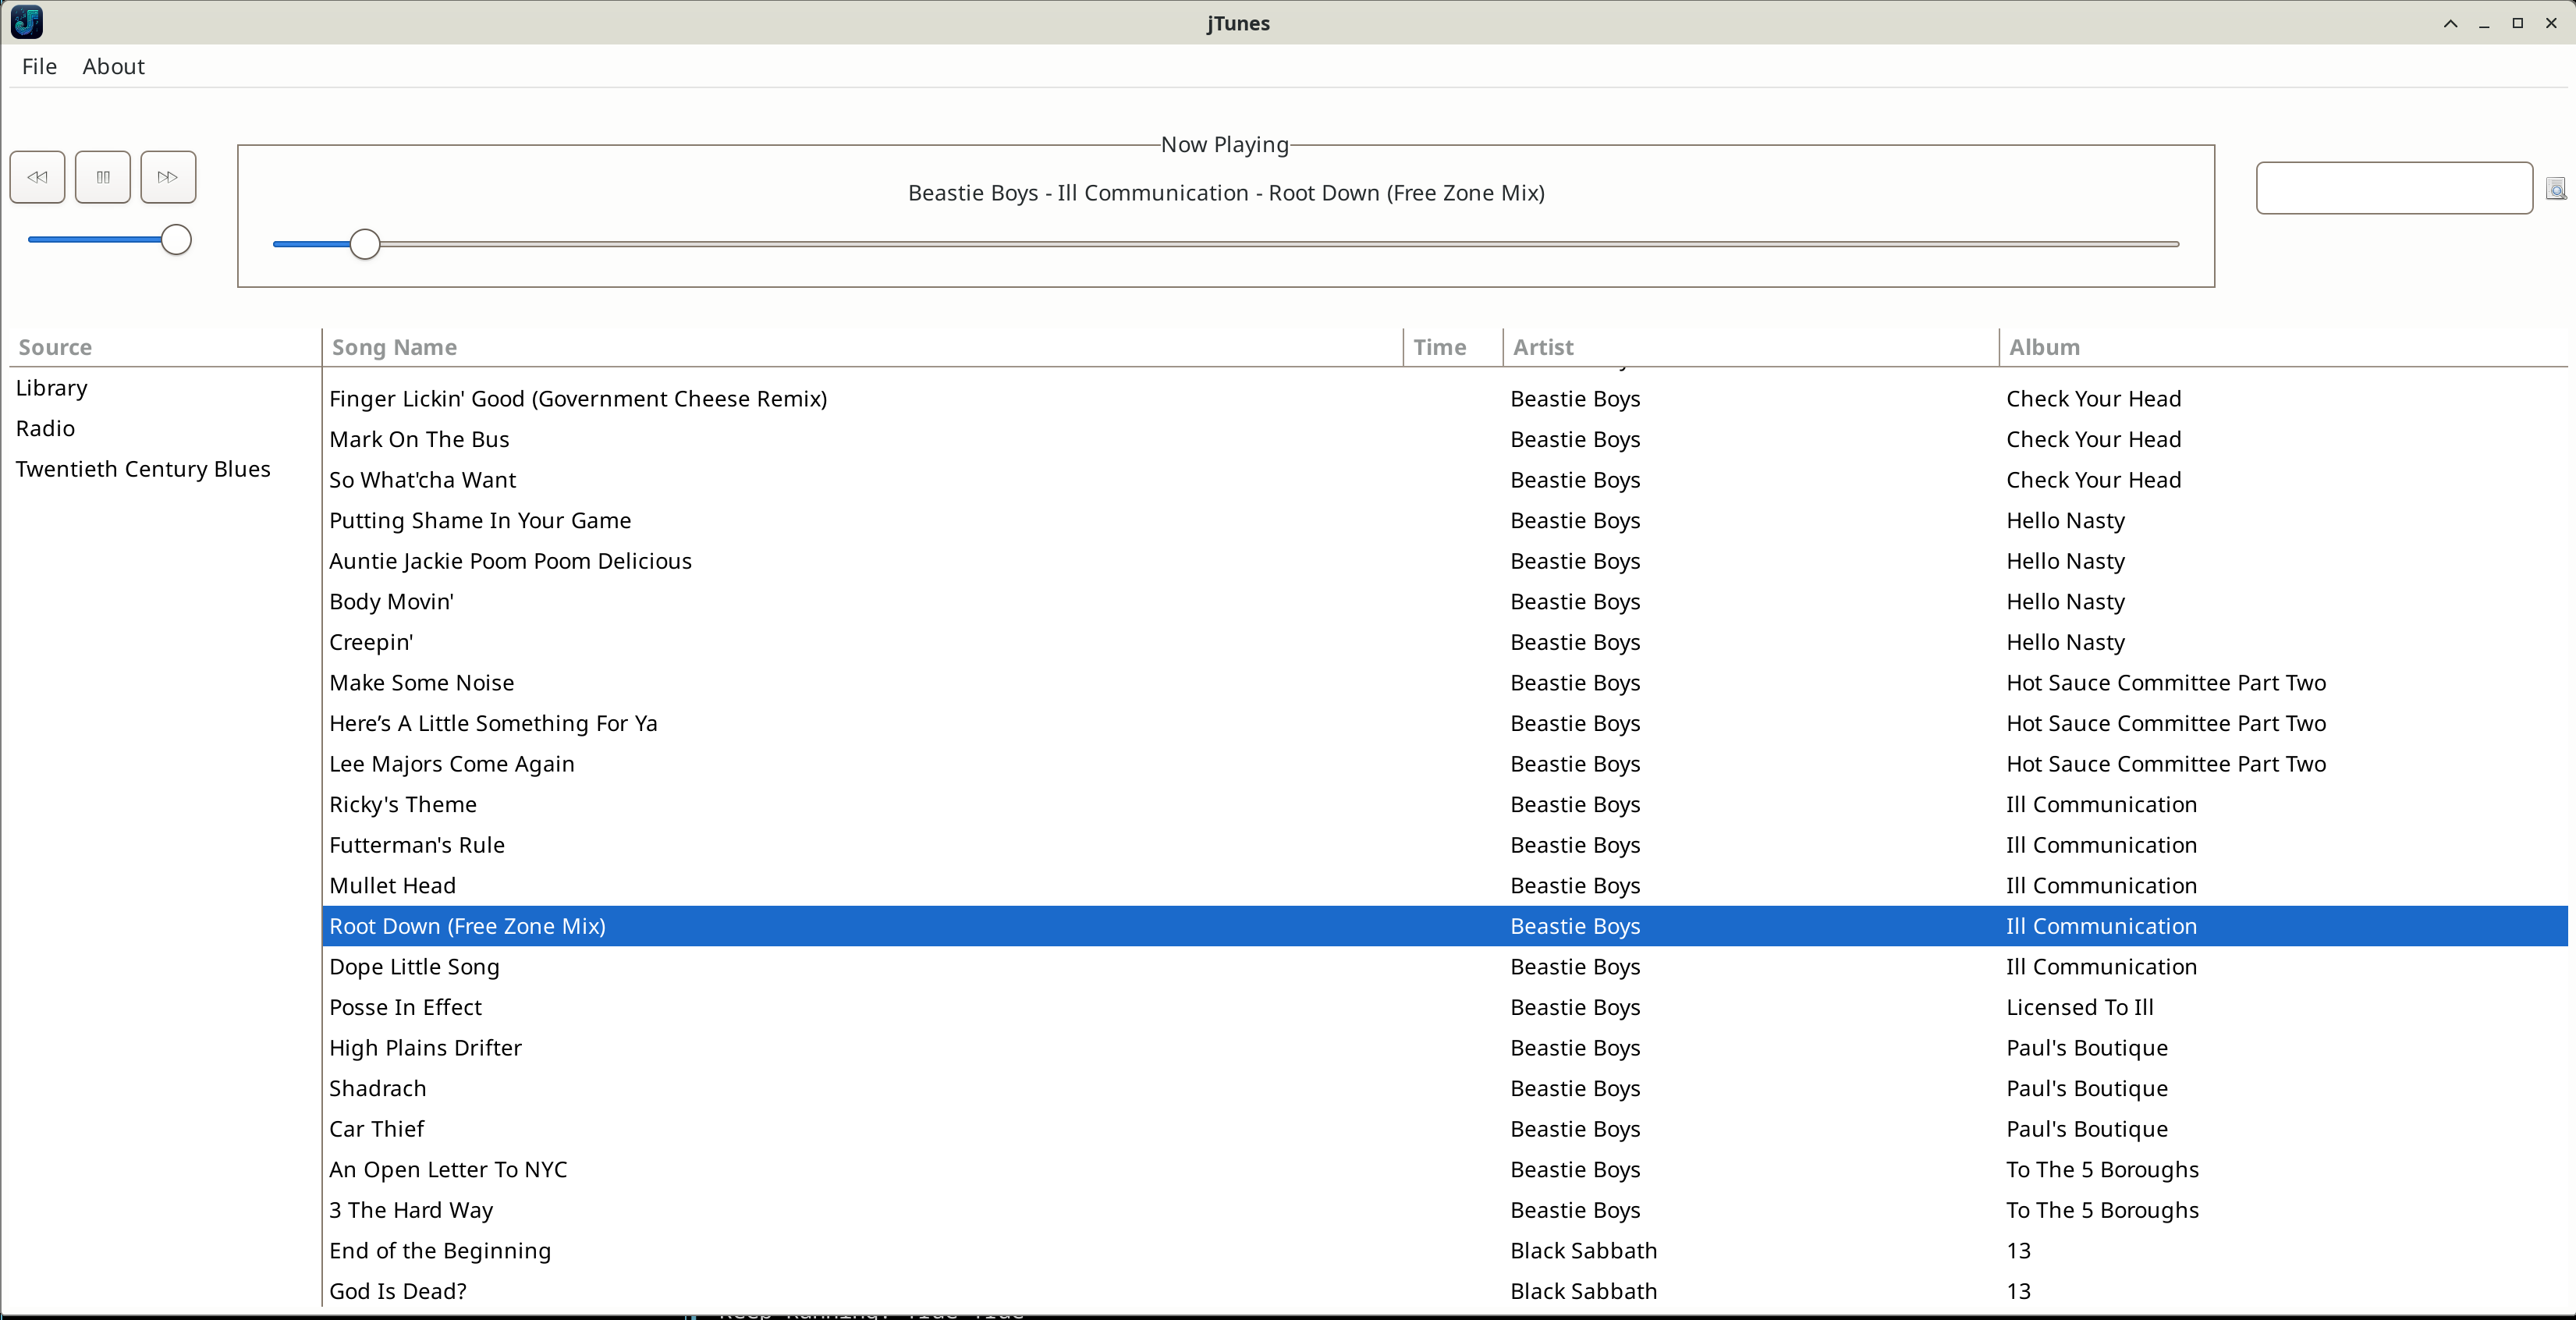 jTunes
File About
Now Playing
Beastie Boys - Ill Communication - Root Down (Free Zone Mix)
Source Song Name Time Artist Album
Library
Radio
Twentieth Century Blues
Finger Lickin' Good (Government Cheese Remix) Beastie Boys Check Your Head
Mark On The Bus Beastie Boys Check Your Head
So What'cha Want Beastie Boys Check Your Head
Putting Shame In Your Game Beastie Boys Hello Nasty
Auntie Jackie Poom Poom Delicious Beastie Boys Hello Nasty
Body Movin' Beastie Boys Hello Nasty
Creepin' Beastie Boys Hello Nasty
Make Some Noise Beastie Boys Hot Sauce Committee Part Two
Here’s A Little Something For Ya Beastie Boys Hot Sauce Committee Part Two
Lee Majors Come Again Beastie Boys Hot Sauce Committee Part Two
Ricky's Theme Beastie Boys Ill Communication
Futterman's Rule Beastie Boys Ill Communication
Mullet Head Beastie Boys Ill Communication
Root Down (Free Zone Mix) Beastie Boys Ill Communication
Dope Little Song Beastie Boys Ill Communication
Posse In Effect Beastie Boys Licensed To Ill
High Plains Drifter Beastie Boys Paul's Boutique
Shadrach Beastie Boys Paul's Boutique
Car Thief Beastie Boys Paul's Boutique
An Open Letter To NYC Beastie Boys To The 5 Boroughs
3 The Hard Way Beastie Boys To The 5 Boroughs
End of the Beginning Black Sabbath 13
God Is Dead? Black Sabbath 13